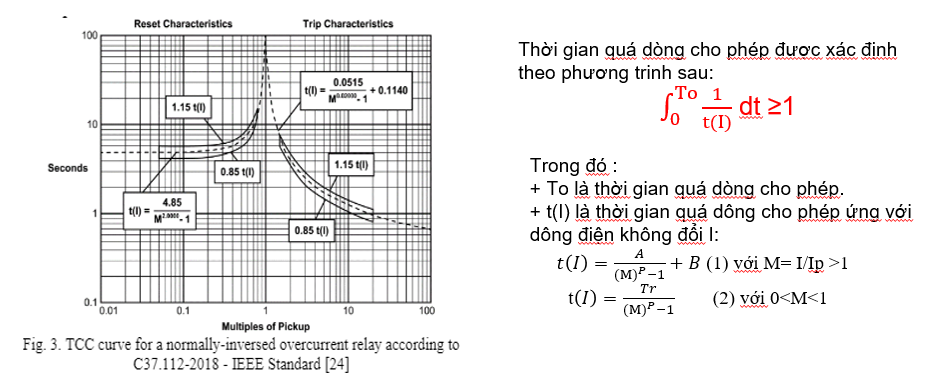 Reset Characteristics
Trip Characteristics
100
10
1
0.1
Seconds
1.15 t(I)
0.85 t(I)
t(I) = 4.85 / (M^2.0000 - 1)
t(I) = 0.0515 / (M^0.02000 - 1) + 0.1140
1.15 t(I)
0.85 t(I)
0.01
0.1
1
10
100
Multiples of Pickup
Fig. 3. TCC curve for a normally-inversed overcurrent relay according to
C37.112-2018 - IEEE Standard [24]
Thời gian quá dòng cho phép được xác định
theo phương trinh sau:
∫_0^To 1/t(I) dt ≥1
Trong đó :
+ To là thời gian quá dòng cho phép.
+ t(I) là thời gian quá dông cho phép ứng với
dông điện không đổi I:
t(I) = A/((M)^P−1) + B (1) với M= I/Ip >1
t(I) = Tr/((M)^P−1) (2) với 0<M<1